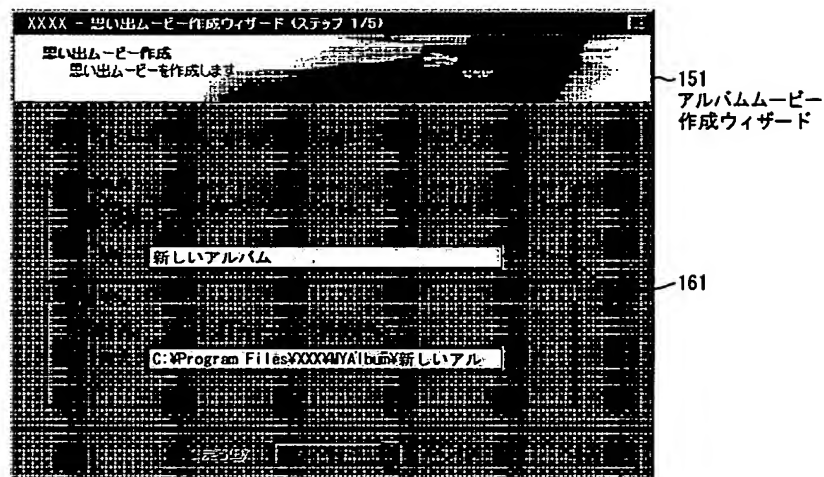 XXXX - 思い出ムービー作成ウィザード (ステップ 1/5)
思い出ムービー作成
思い出ムービーを作成します
151
アルバムムービー
作成ウィザード
新しいアルバム
161
C:¥Program Files¥XXX¥MYAlbum¥新しいアル